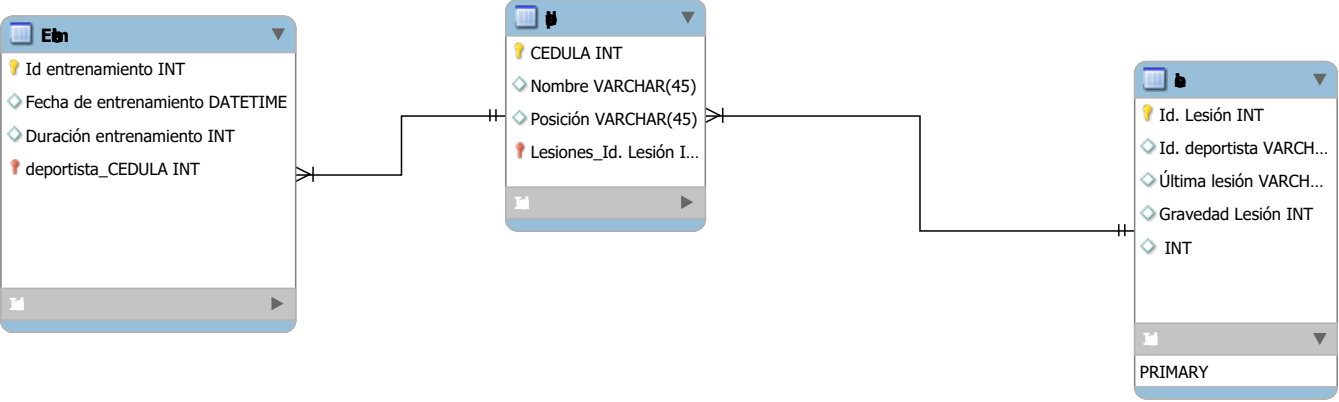 Id entrenamiento INT
Fecha de entrenamiento DATETIME
Duración entrenamiento INT
deportista_CEDULA INT
CEDULA INT
Nombre VARCHAR(45)
Posición VARCHAR(45)
Lesiones_Id. Lesión I...
Id. Lesión INT
Id. deportista VARCH...
Última lesión VARCH...
Gravedad Lesión INT
INT
PRIMARY